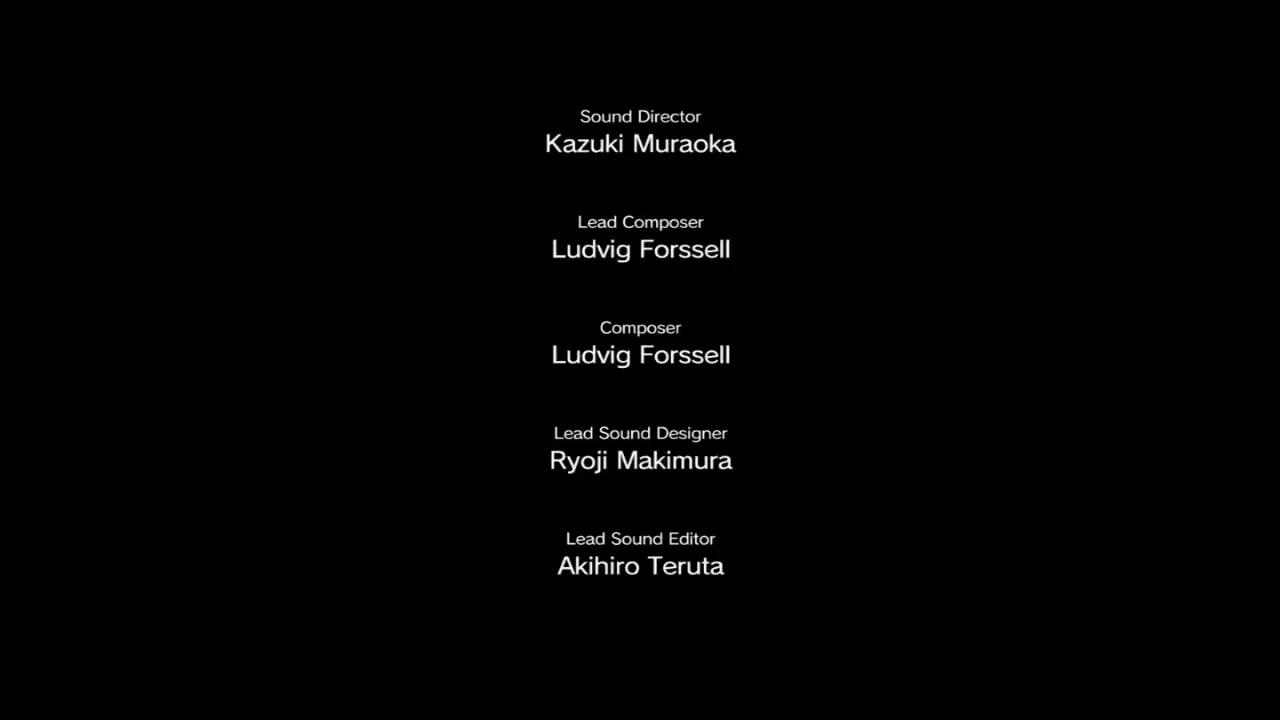 Sound Director
Kazuki Muraoka
Lead Composer
Ludvig Forssell
Composer
Ludvig Forssell
Lead Sound Designer
Ryoji Makimura
Lead Sound Editor
Akihiro Teruta